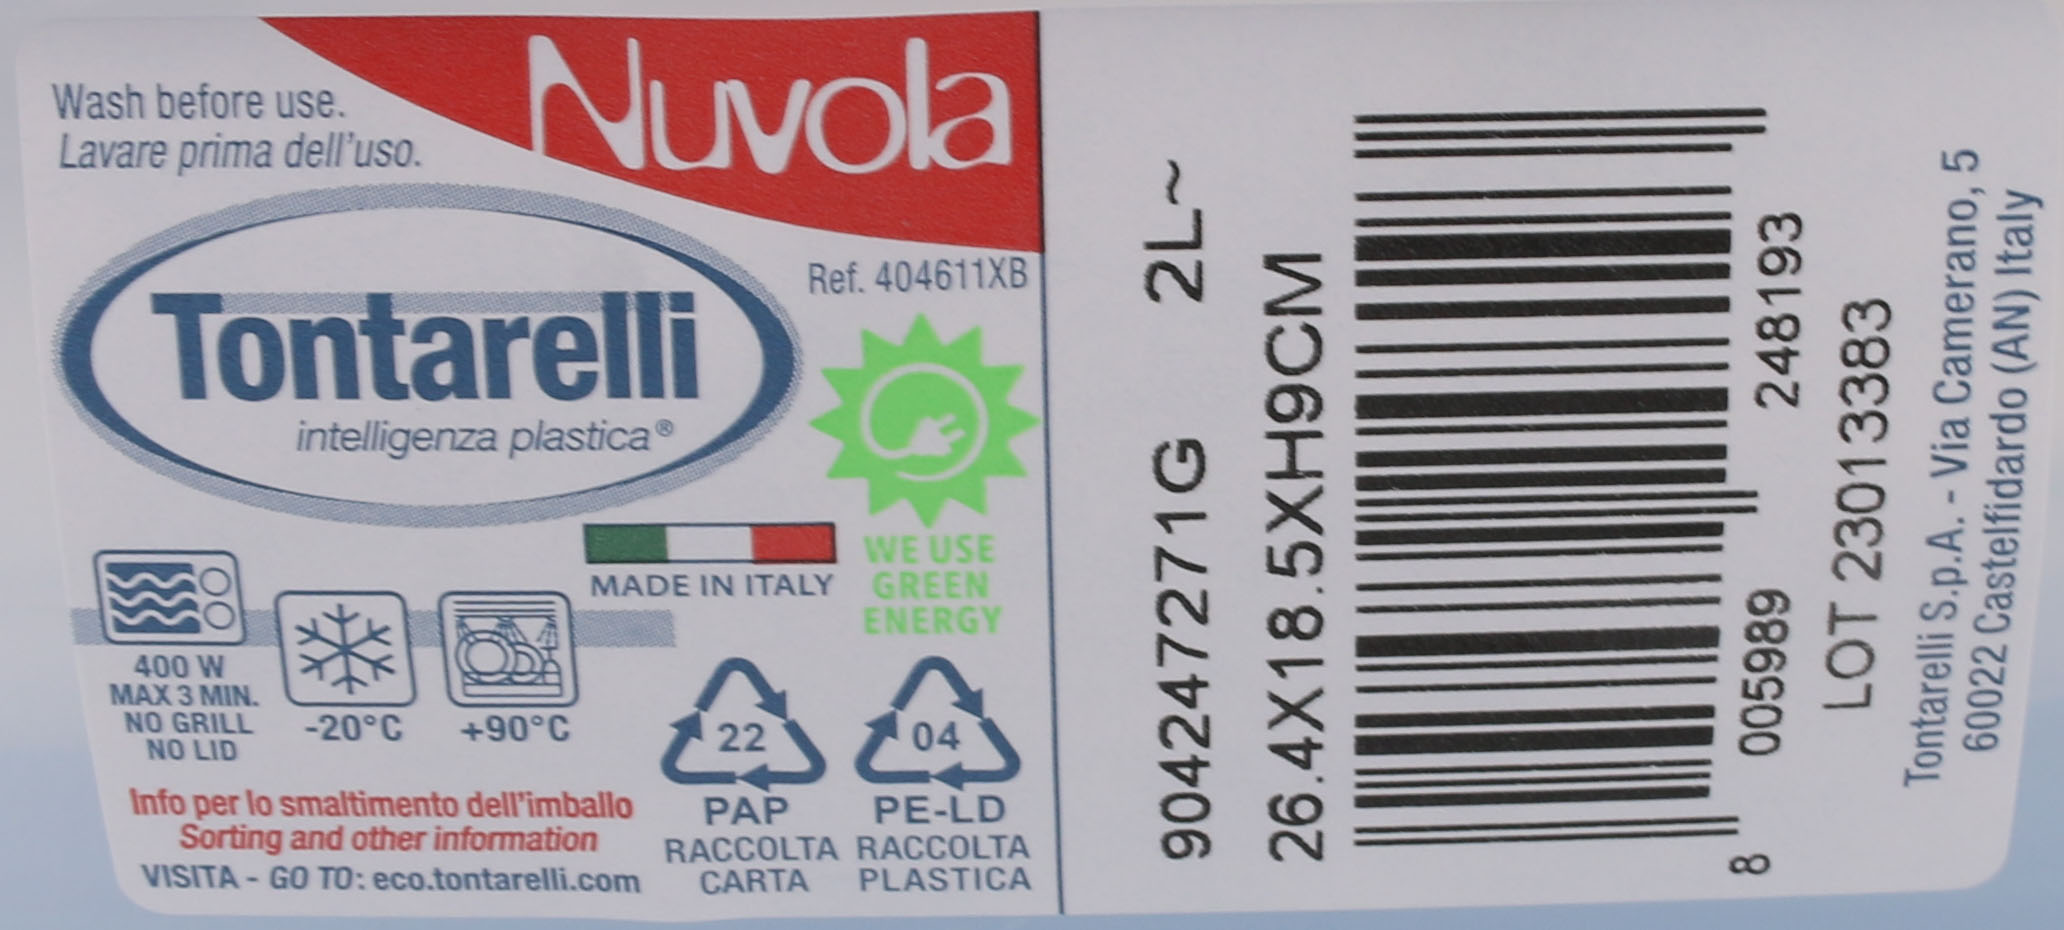 Nuvola
Wash before use.
Lavare prima dell'uso.
Ref. 404611XB
Tontarelli
intelligenza plastica®
WE USE
GREEN
ENERGY
MADE IN ITALY
400 W
MAX 3 MIN.
NO GRILL
NO LID
-20°C
+90°C
22
PAP
RACCOLTA
CARTA
04
PE-LD
RACCOLTA
PLASTICA
Info per lo smaltimento dell'imballo
Sorting and other information
VISITA - GO TO: eco.tontarelli.com
904247271G 2L~
26.4X18.5XH9CM
8 005989 248193
LOT 23013383
Tontarelli S.p.A. - Via Camerano, 5
60022 Castelfidardo (AN) Italy